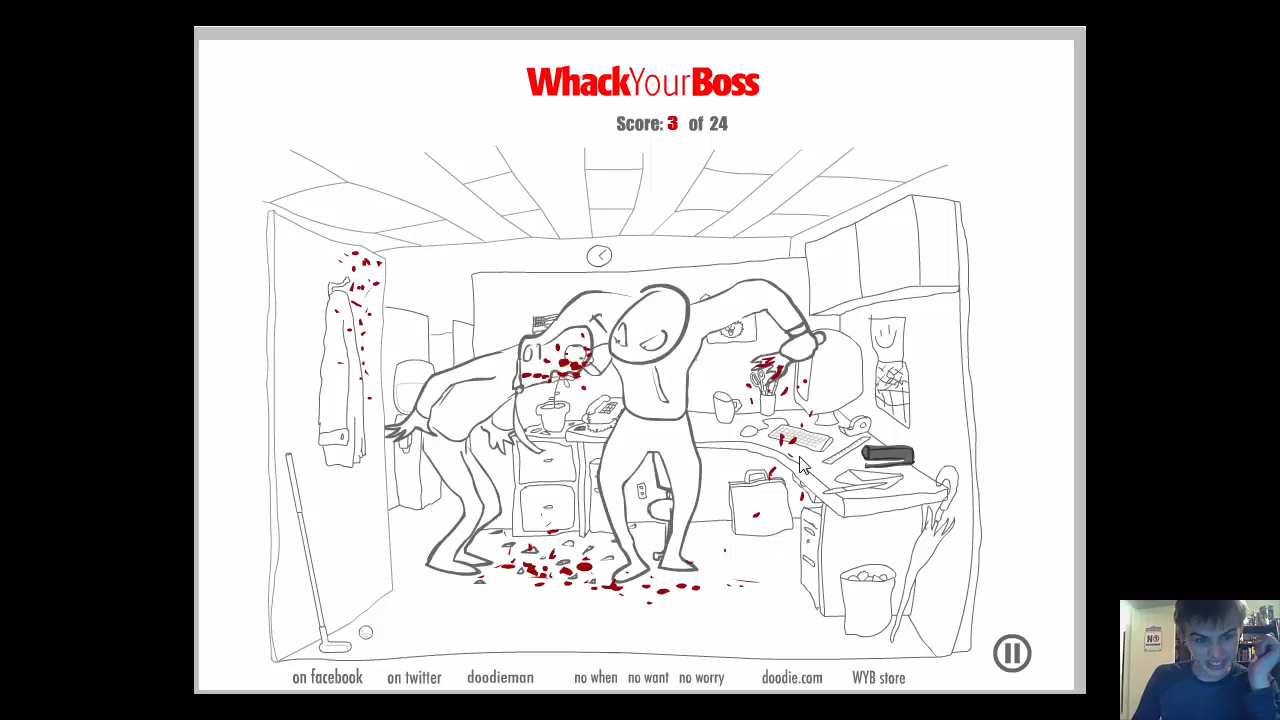 WhackYourBoss
Score: 3 of 24
on facebook on twitter doodieman no when no want no worry doodie.com WYB store
NO